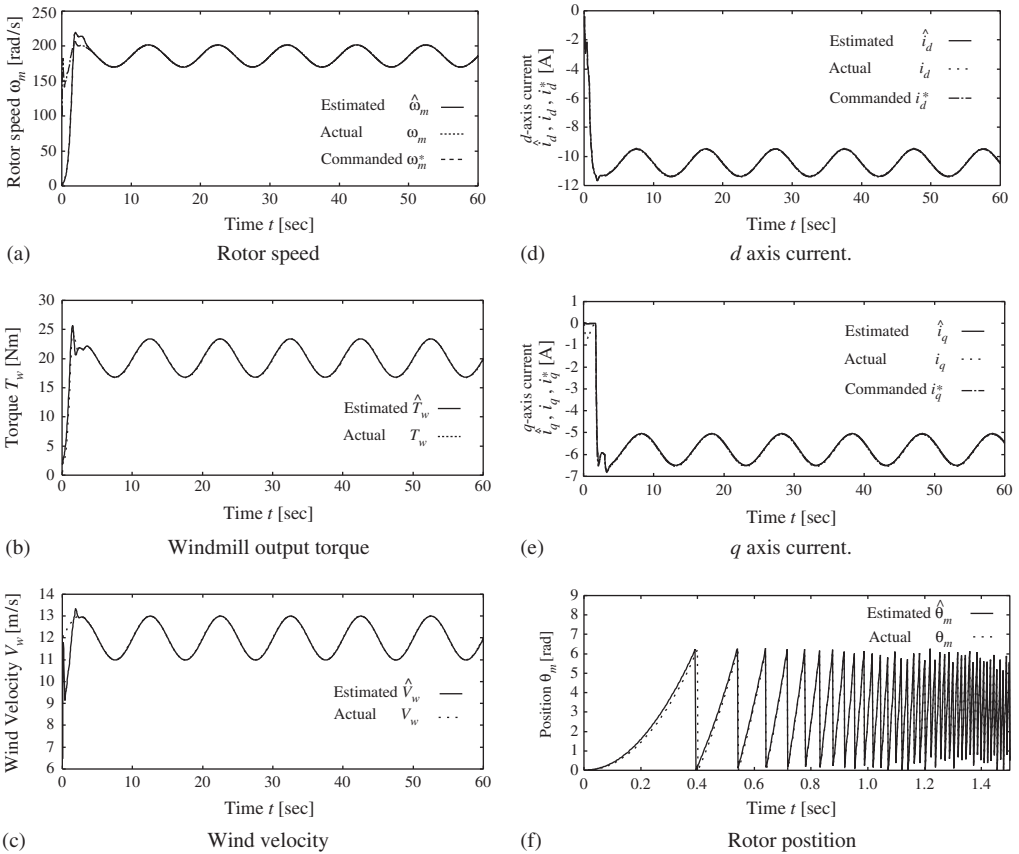 (a)
Rotor speed ω_m [rad/s]
250
200
150
100
50
0
Estimated ω̂_m
Actual ω_m
Commanded ω*_m
0 10 20 30 40 50 60
Time t [sec]
Rotor speed
(b)
Torque T_w [Nm]
30
25
20
15
10
5
0
Estimated T̂_w
Actual T_w
0 10 20 30 40 50 60
Time t [sec]
Windmill output torque
(c)
Wind Velocity V_w [m/s]
14
13
12
11
10
9
8
7
6
Estimated V̂_w
Actual V_w
0 10 20 30 40 50 60
Time t [sec]
Wind velocity
(d)
d-axis current
î_d , i_d , i*_d [A]
0
−2
−4
−6
−8
−10
−12
Estimated î_d
Actual i_d
Commanded i*_d
0 10 20 30 40 50 60
Time t [sec]
d axis current.
(e)
q-axis current
î_q , i_q , i*_q [A]
1
0
−1
−2
−3
−4
−5
−6
−7
Estimated î_q
Actual i_q
Commanded i*_q
0 10 20 30 40 50 60
Time t [sec]
q axis current.
(f)
Position θ_m [rad]
9
8
7
6
5
4
3
2
1
0
Estimated θ̂_m
Actual θ_m
0 0.2 0.4 0.6 0.8 1.0 1.2 1.4
Time t [sec]
Rotor postition